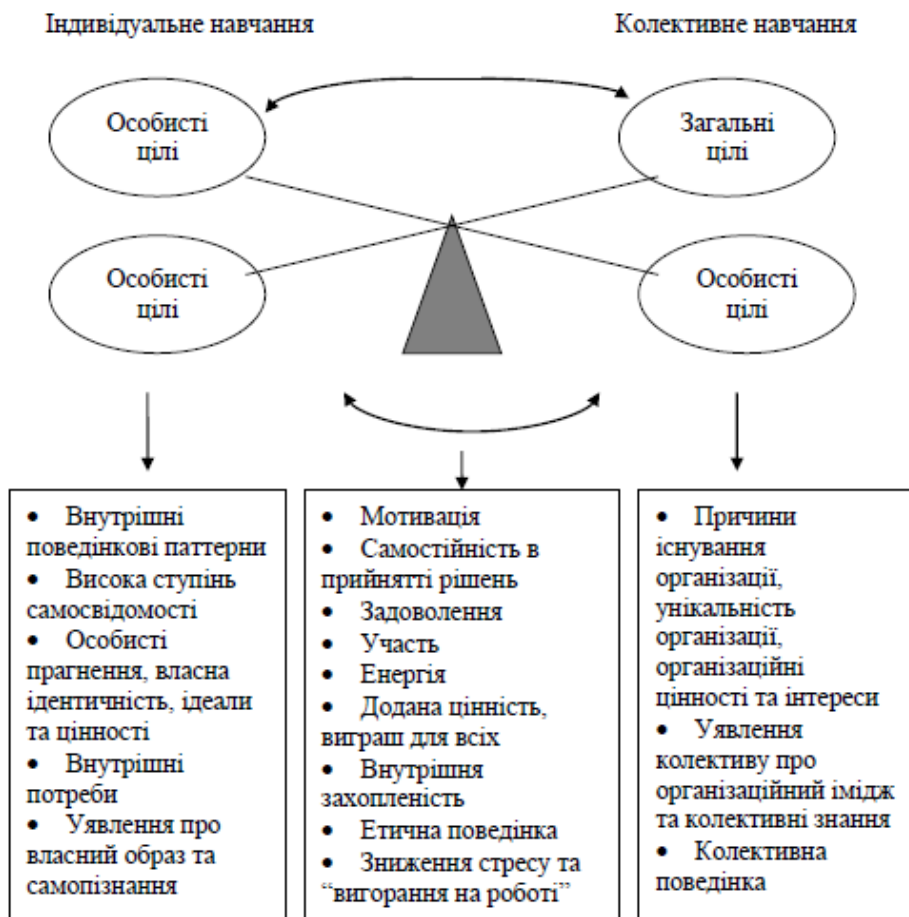 Індивідуальне навчання
Колективне навчання
Особисті
цілі
Загальні
цілі
Особисті
цілі
Особисті
цілі
• Внутрішні
поведінкові паттерни
• Висока ступінь
самосвідомості
• Особисті
прагнення, власна
ідентичність, ідеали
та цінності
• Внутрішні
потреби
• Уявлення про
власний образ та
самопізнання
• Мотивація
• Самостійність в
прийнятті рішень
• Задоволення
• Участь
• Енергія
• Додана цінність,
виграш для всіх
• Внутрішня
захопленість
• Етична поведінка
• Зниження стресу та
“вигорання на роботі”
• Причини
існування
організації,
унікальність
організації,
організаційні
цінності та інтереси
• Уявлення
колективу про
організаційний імідж
та колективні знання
• Колективна
поведінка